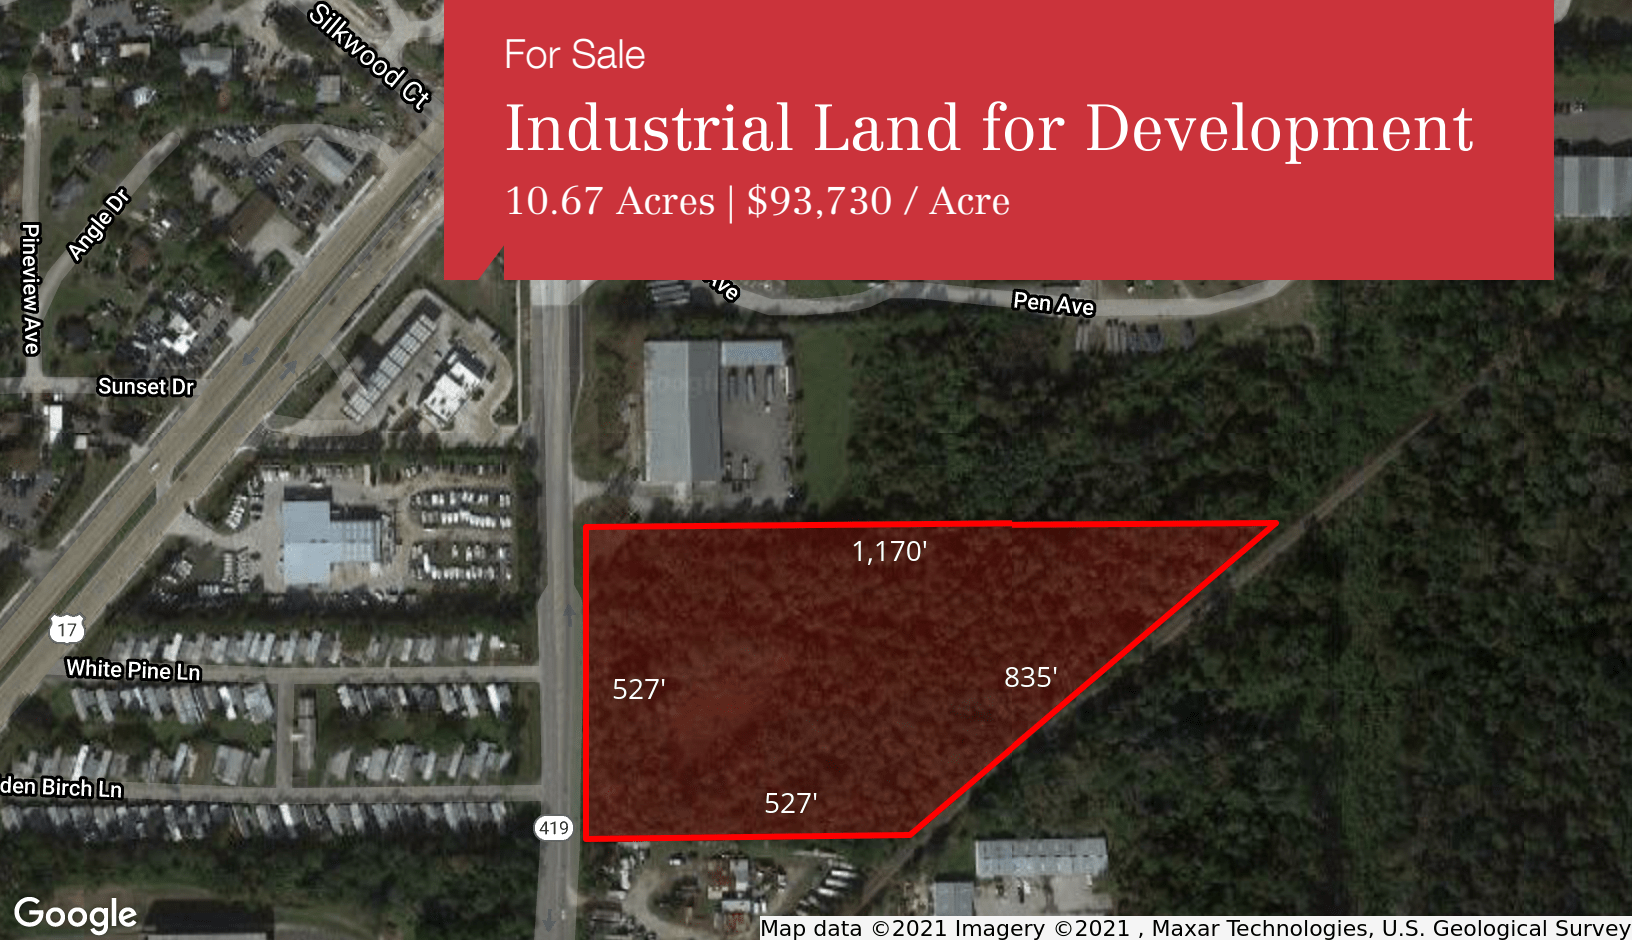 Silkwood Ct
For Sale
Industrial Land for Development
10.67 Acres | $93,730 / Acre
Angle Dr
Pineview Ave
Ave
Pen Ave
Sunset Dr
1,170'
17
White Pine Ln
527'
835'
den Birch Ln
527'
419
Google
Map data ©2021 Imagery ©2021 , Maxar Technologies, U.S. Geological Survey